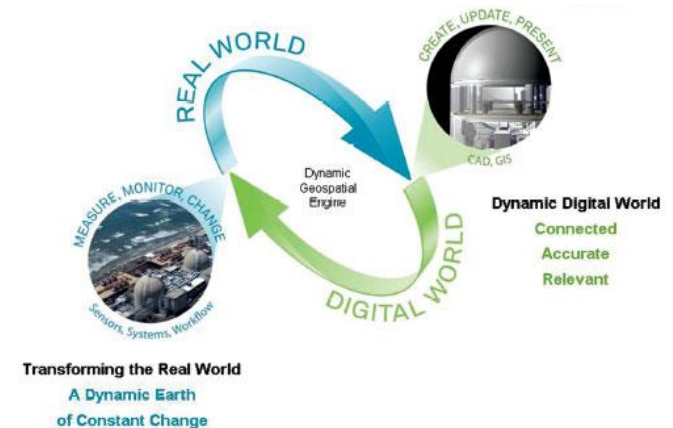 REAL WORLD
CREATE, UPDATE, PRESENT
CAD, GIS
Dynamic
Geospatial
Engine
MEASURE, MONITOR, CHANGE
Sensors, Systems, Workflow
DIGITAL WORLD
Dynamic Digital World
Connected
Accurate
Relevant
Transforming the Real World
A Dynamic Earth
of Constant Change